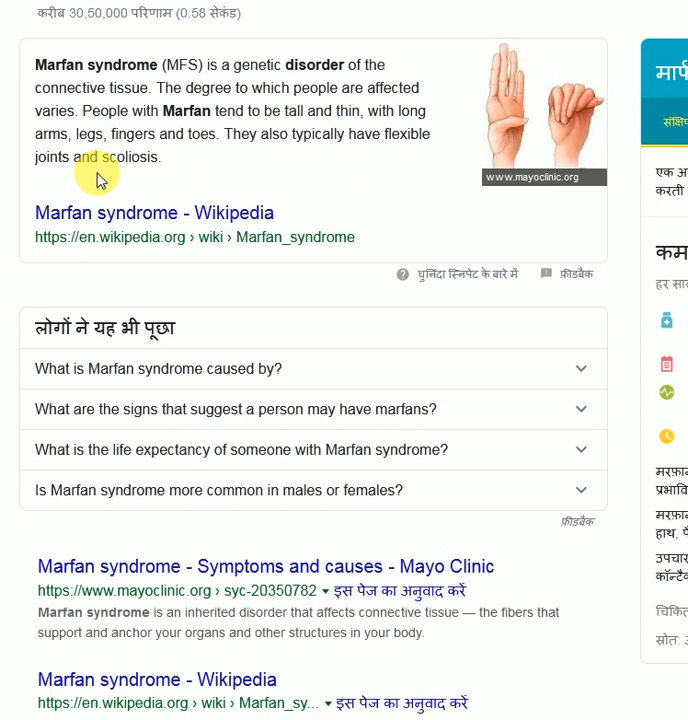 करीब 30,50,000 परिणाम (0.58 सेकंड)
Marfan syndrome (MFS) is a genetic disorder of the
connective tissue. The degree to which people are affected
varies. People with Marfan tend to be tall and thin, with long
arms, legs, fingers and toes. They also typically have flexible
joints and scoliosis.
www.mayoclinic.org
Marfan syndrome - Wikipedia
https://en.wikipedia.org › wiki › Marfan_syndrome
चुनिंदा स्निपेट के बारे में
फ़ीडबैक
लोगों ने यह भी पूछा
What is Marfan syndrome caused by?
What are the signs that suggest a person may have marfans?
What is the life expectancy of someone with Marfan syndrome?
Is Marfan syndrome more common in males or females?
फ़ीडबैक
Marfan syndrome - Symptoms and causes - Mayo Clinic
https://www.mayoclinic.org › syc-20350782 ▾ इस पेज का अनुवाद करें
Marfan syndrome is an inherited disorder that affects connective tissue — the fibers that
support and anchor your organs and other structures in your body.
Marfan syndrome - Wikipedia
https://en.wikipedia.org › wiki › Marfan_sy... ▾ इस पेज का अनुवाद करें
एक
करती
हर
हाथ,
स्रोत: